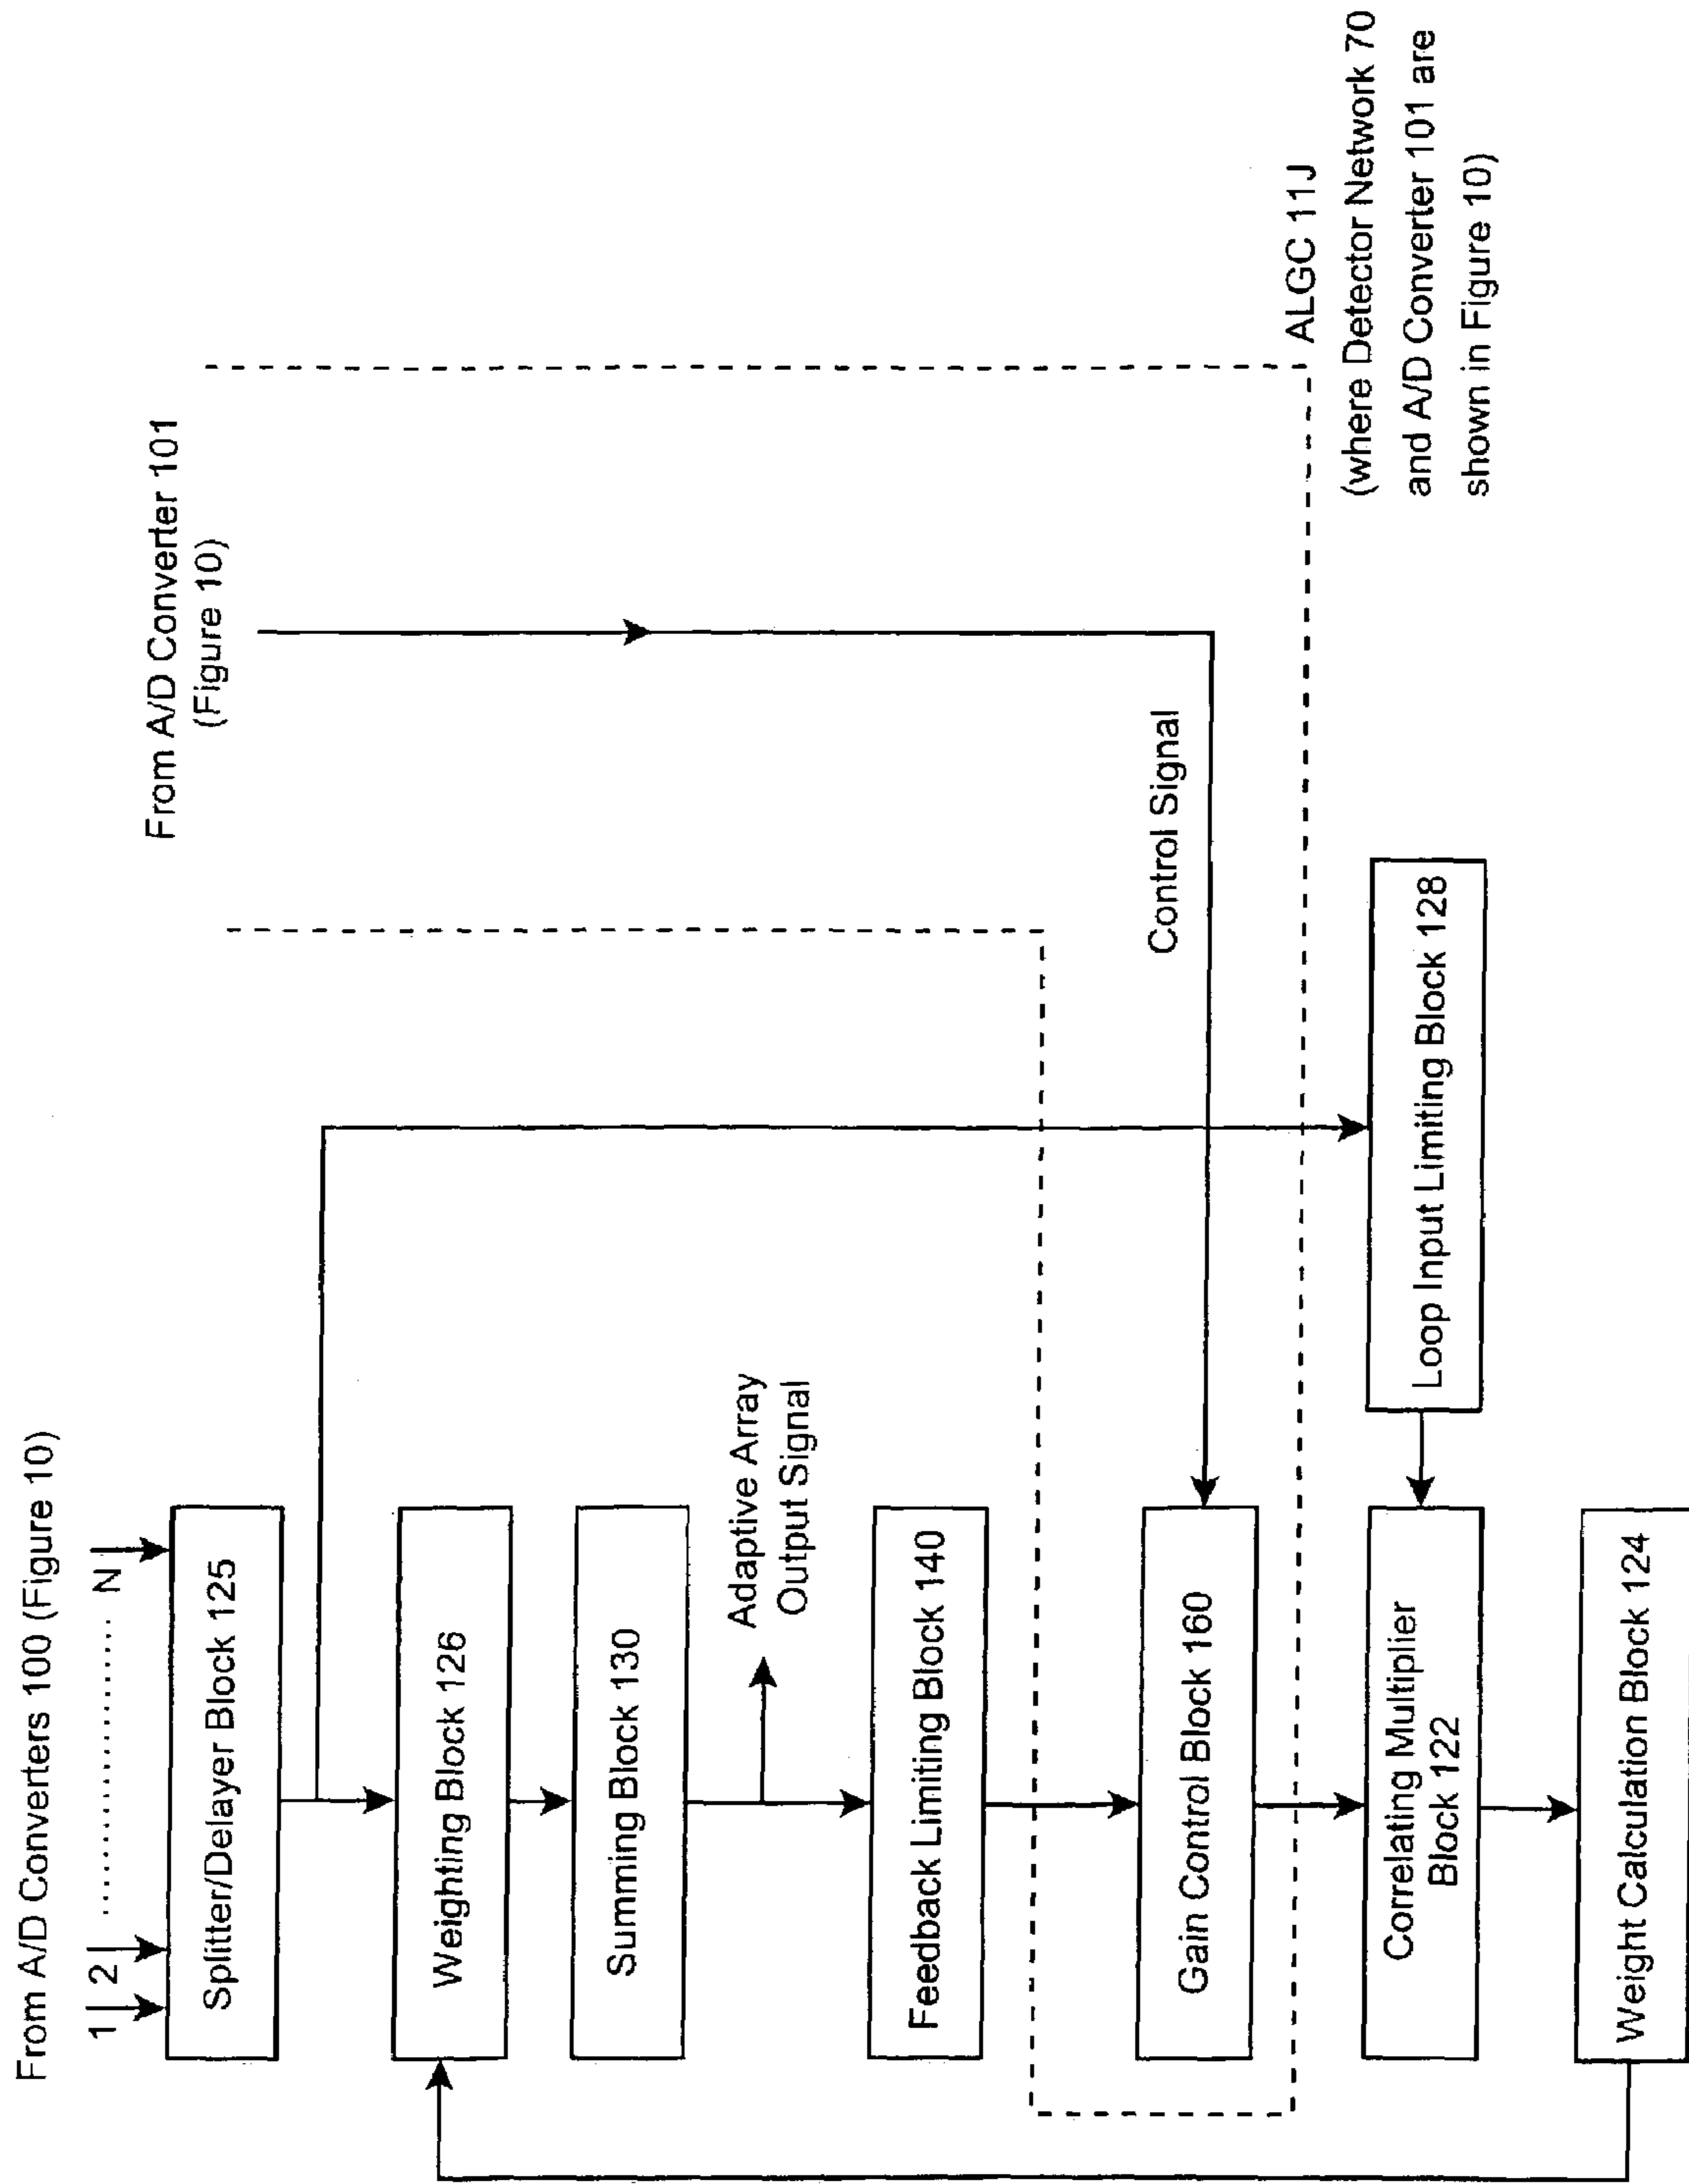 From A/D Converters 100 (Figure 10)
1 2 .................. N
Splitter/Delayer Block 125
From A/D Converter 101
(Figure 10)
Weighting Block 126
Summing Block 130
Adaptive Array
Output Signal
Feedback Limiting Block 140
Control Signal
Gain Control Block 160
ALGC 11J
(where Detector Network 70
and A/D Converter 101 are
shown in Figure 10)
Correlating Multiplier
Block 122
Loop Input Limiting Block 128
Weight Calculation Block 124